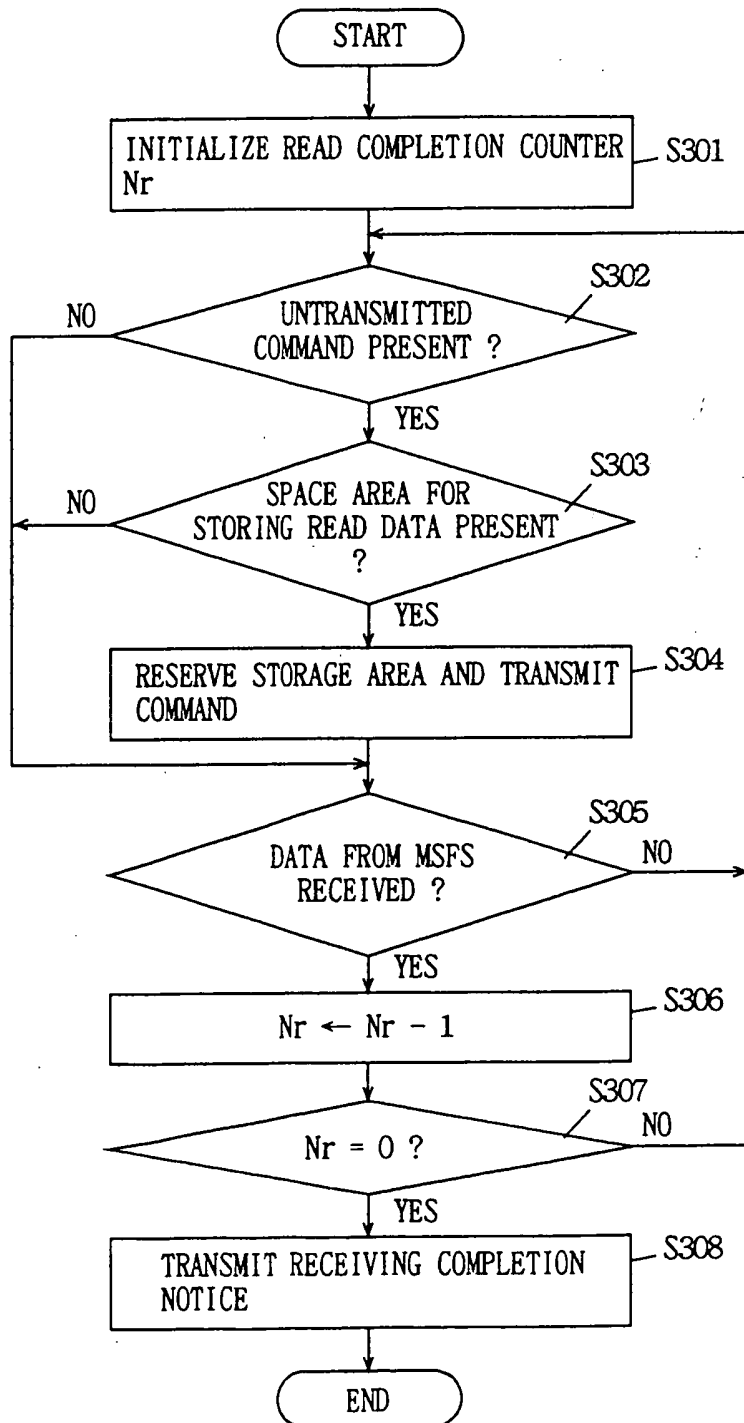 START
INITIALIZE READ COMPLETION COUNTER
Nr
S301
S302
NO
UNTRANSMITTED
COMMAND PRESENT ?
YES
S303
NO
SPACE AREA FOR
STORING READ DATA PRESENT
?
YES
S304
RESERVE STORAGE AREA AND TRANSMIT
COMMAND
S305
DATA FROM MSFS
RECEIVED ?
NO
YES
S306
Nr ← Nr - 1
S307
Nr = 0 ?
NO
YES
S308
TRANSMIT RECEIVING COMPLETION
NOTICE
END